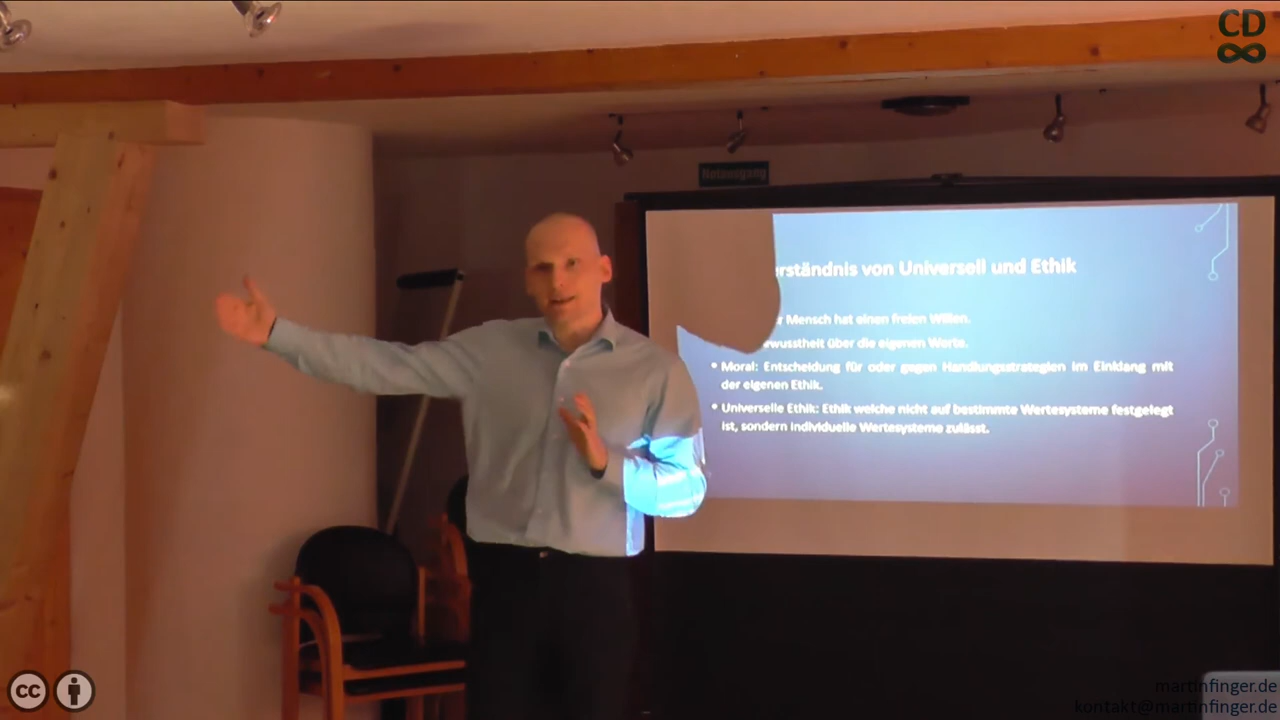 CD
Notausgang
erständnis von Universell und Ethik
r Mensch hat einen freien Willen.
wusstheit über die eigenen Werte.
Moral: Entscheidung für oder gegen Handlungsstrategien im Einklang mit
der eigenen Ethik.
Universelle Ethik: Ethik welche nicht auf bestimmte Wertesysteme festgelegt
ist, sondern individuelle Wertesysteme zulässt.
cc
martinfinger.de
kontakt@martinfinger.de